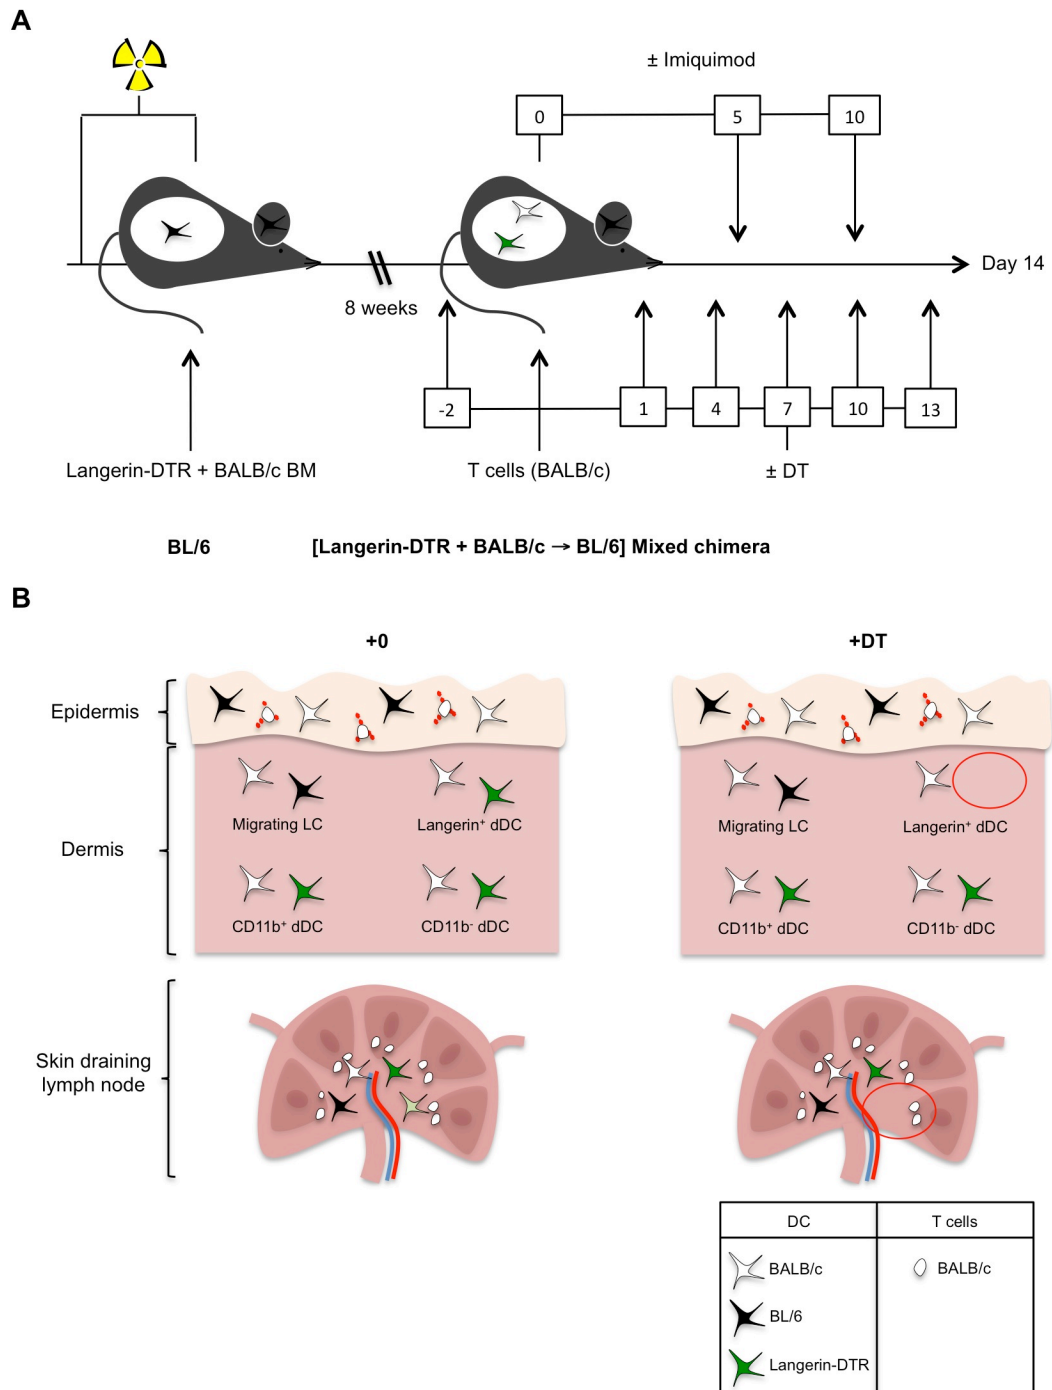 A
± Imiquimod
0
5
10
Day 14
8 weeks
-2
1
4
7
10
13
Langerin-DTR + BALB/c BM
T cells (BALB/c)
± DT
BL/6
[Langerin-DTR + BALB/c → BL/6] Mixed chimera
B
+0
+DT
Epidermis
Dermis
Migrating LC
Langerin⁺ dDC
CD11b⁺ dDC
CD11b⁻ dDC
Migrating LC
Langerin⁺ dDC
CD11b⁺ dDC
CD11b⁻ dDC
Skin draining
lymph node
DC
T cells
BALB/c
BALB/c
BL/6
Langerin-DTR